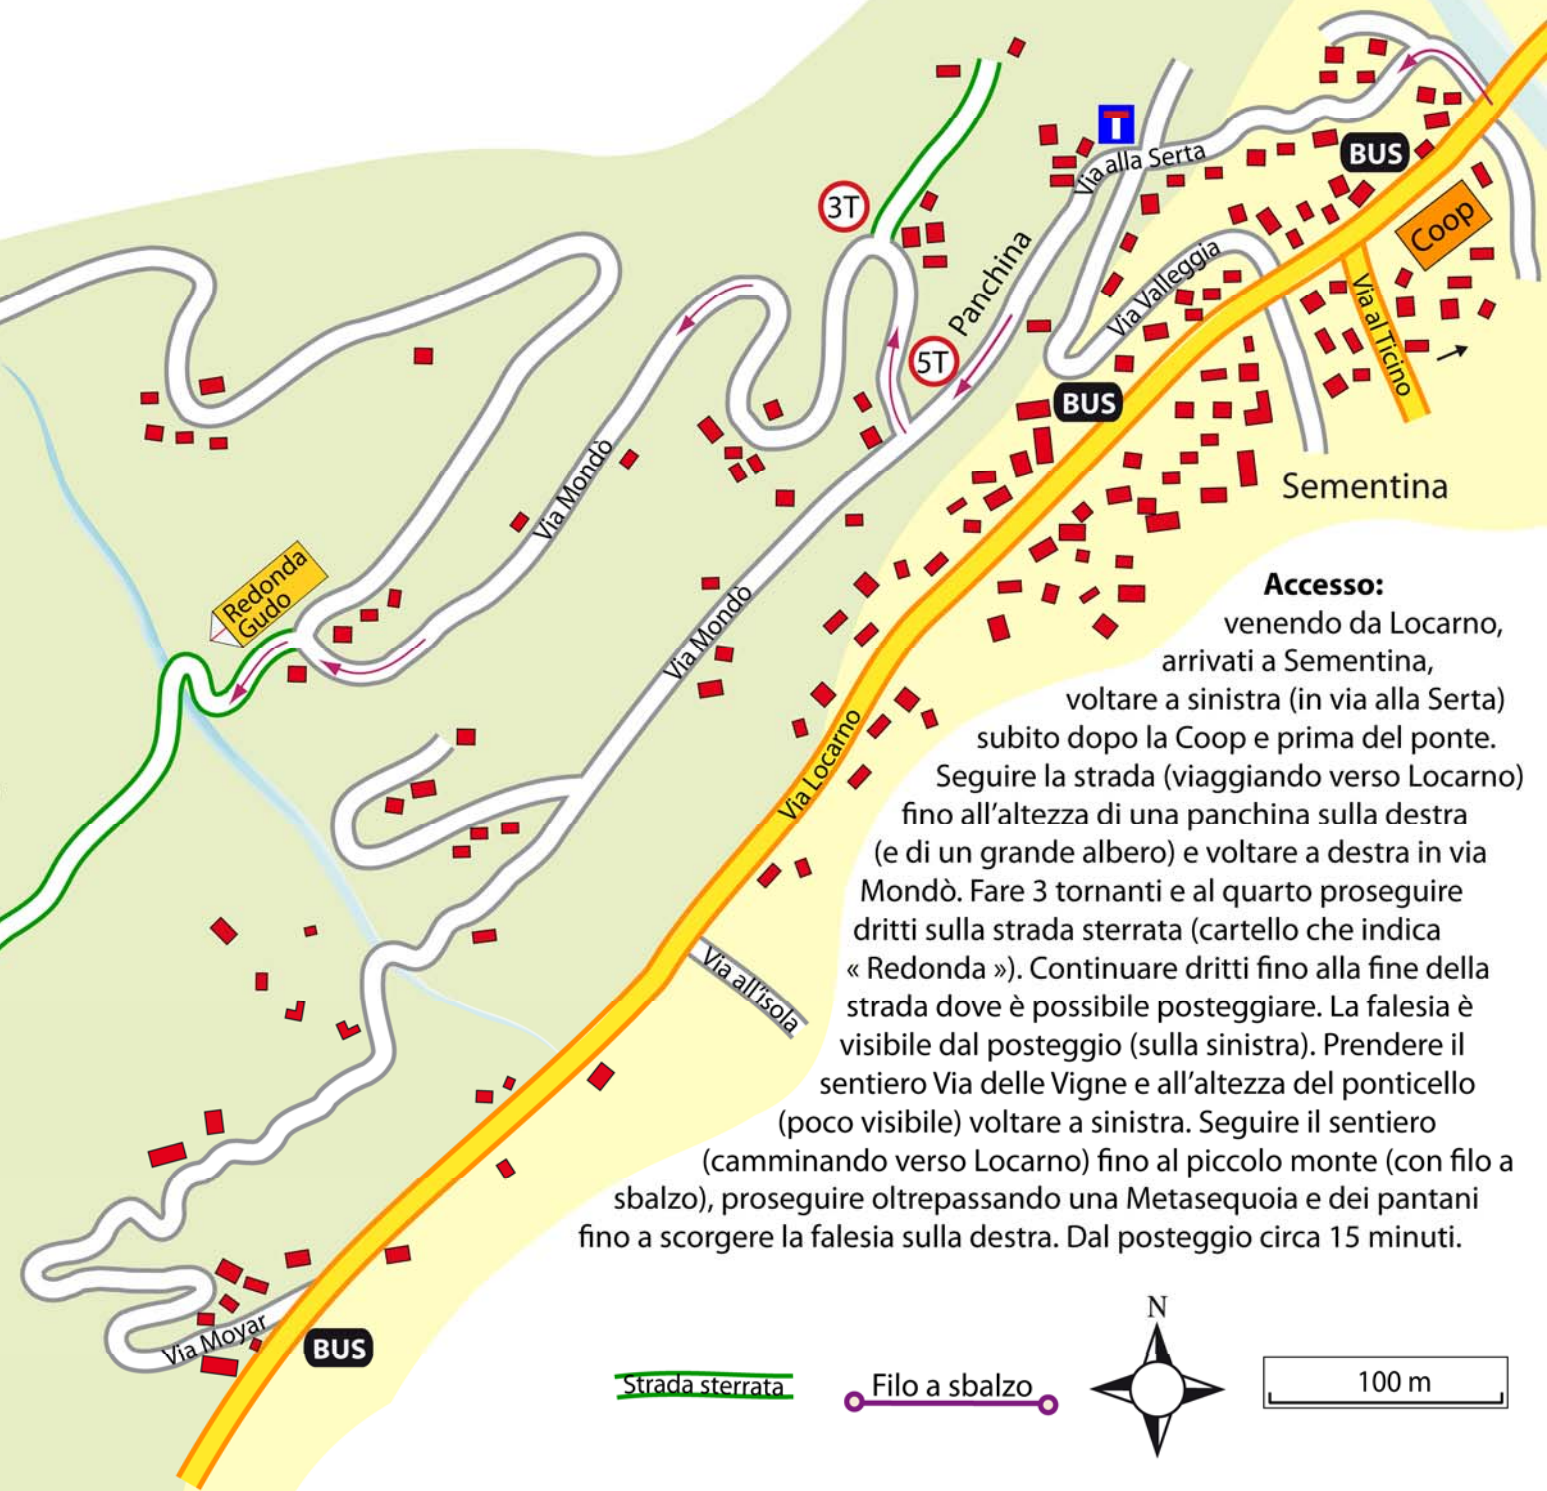 3T
Via alla Serta
BUS
Coop
Panchina
Via Valleggia
Via al Ticino
5T
BUS
Via Mondò
Sementina
Redonda
Gudo
Via Mondò
Via Locarno
Via all'isola
Via Moyar
BUS
Accesso:
venendo da Locarno,
arrivati a Sementina,
voltare a sinistra (in via alla Serta)
subito dopo la Coop e prima del ponte.
Seguire la strada (viaggiando verso Locarno)
fino all'altezza di una panchina sulla destra
(e di un grande albero) e voltare a destra in via
Mondò. Fare 3 tornanti e al quarto proseguire
dritti sulla strada sterrata (cartello che indica
« Redonda »). Continuare dritti fino alla fine della
strada dove è possibile posteggiare. La falesia è
visibile dal posteggio (sulla sinistra). Prendere il
sentiero Via delle Vigne e all'altezza del ponticello
(poco visibile) voltare a sinistra. Seguire il sentiero
(camminando verso Locarno) fino al piccolo monte (con filo a
sbalzo), proseguire oltrepassando una Metasequoia e dei pantani
fino a scorgere la falesia sulla destra. Dal posteggio circa 15 minuti.
Strada sterrata
Filo a sbalzo
N
100 m